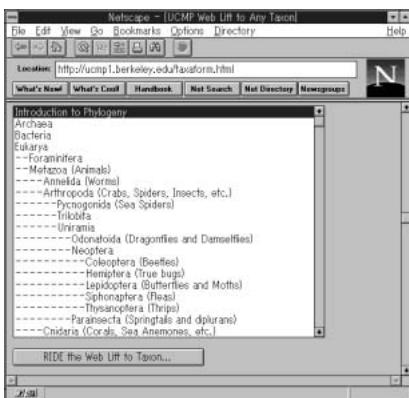 Netscape - [UCMP Web Lift to Any Taxon]
File Edit View Go Bookmarks Options Directory Help
Location: http://ucmp1.berkeley.edu/taxaform.html
N
What's New! What's Cool! Handbook Net Search Net Directory Newsgroups
Introduction to Phylogeny
Archaea
Bacteria
Eukarya
--Foraminifera
--Metazoa (Animals)
----Annelida (Worms)
----Arthropoda (Crabs, Spiders, Insects, etc.)
------Pycnogonida (Sea Spiders)
------Trilobita
------Uniramia
--------Odonatoida (Dragonflies and Damselflies)
--------Neoptera
----------Coleoptera (Beetles)
----------Hemiptera (True bugs)
----------Lepidoptera (Butterflies and Moths)
----------Siphonaptera (Fleas)
----------Thysanoptera (Thrips)
--------Parainsecta (Springtails and diplurans)
----Cnidaria (Corals, Sea Anemones, etc.)
RIDE the Web Lift to Taxon...